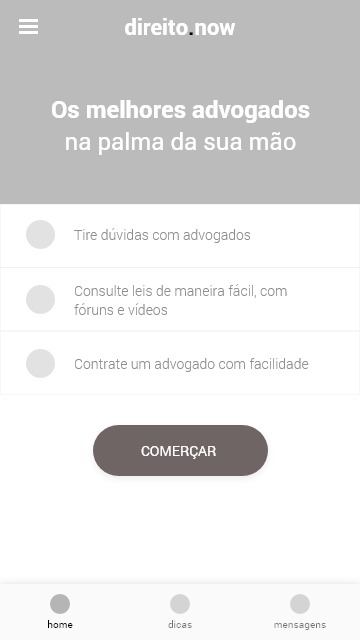 direito.now
Os melhores advogados
na palma da sua mão
Tire dúvidas com advogados
Consulte leis de maneira fácil, com
fóruns e vídeos
Contrate um advogado com facilidade
COMERÇAR
home
dicas
mensagens